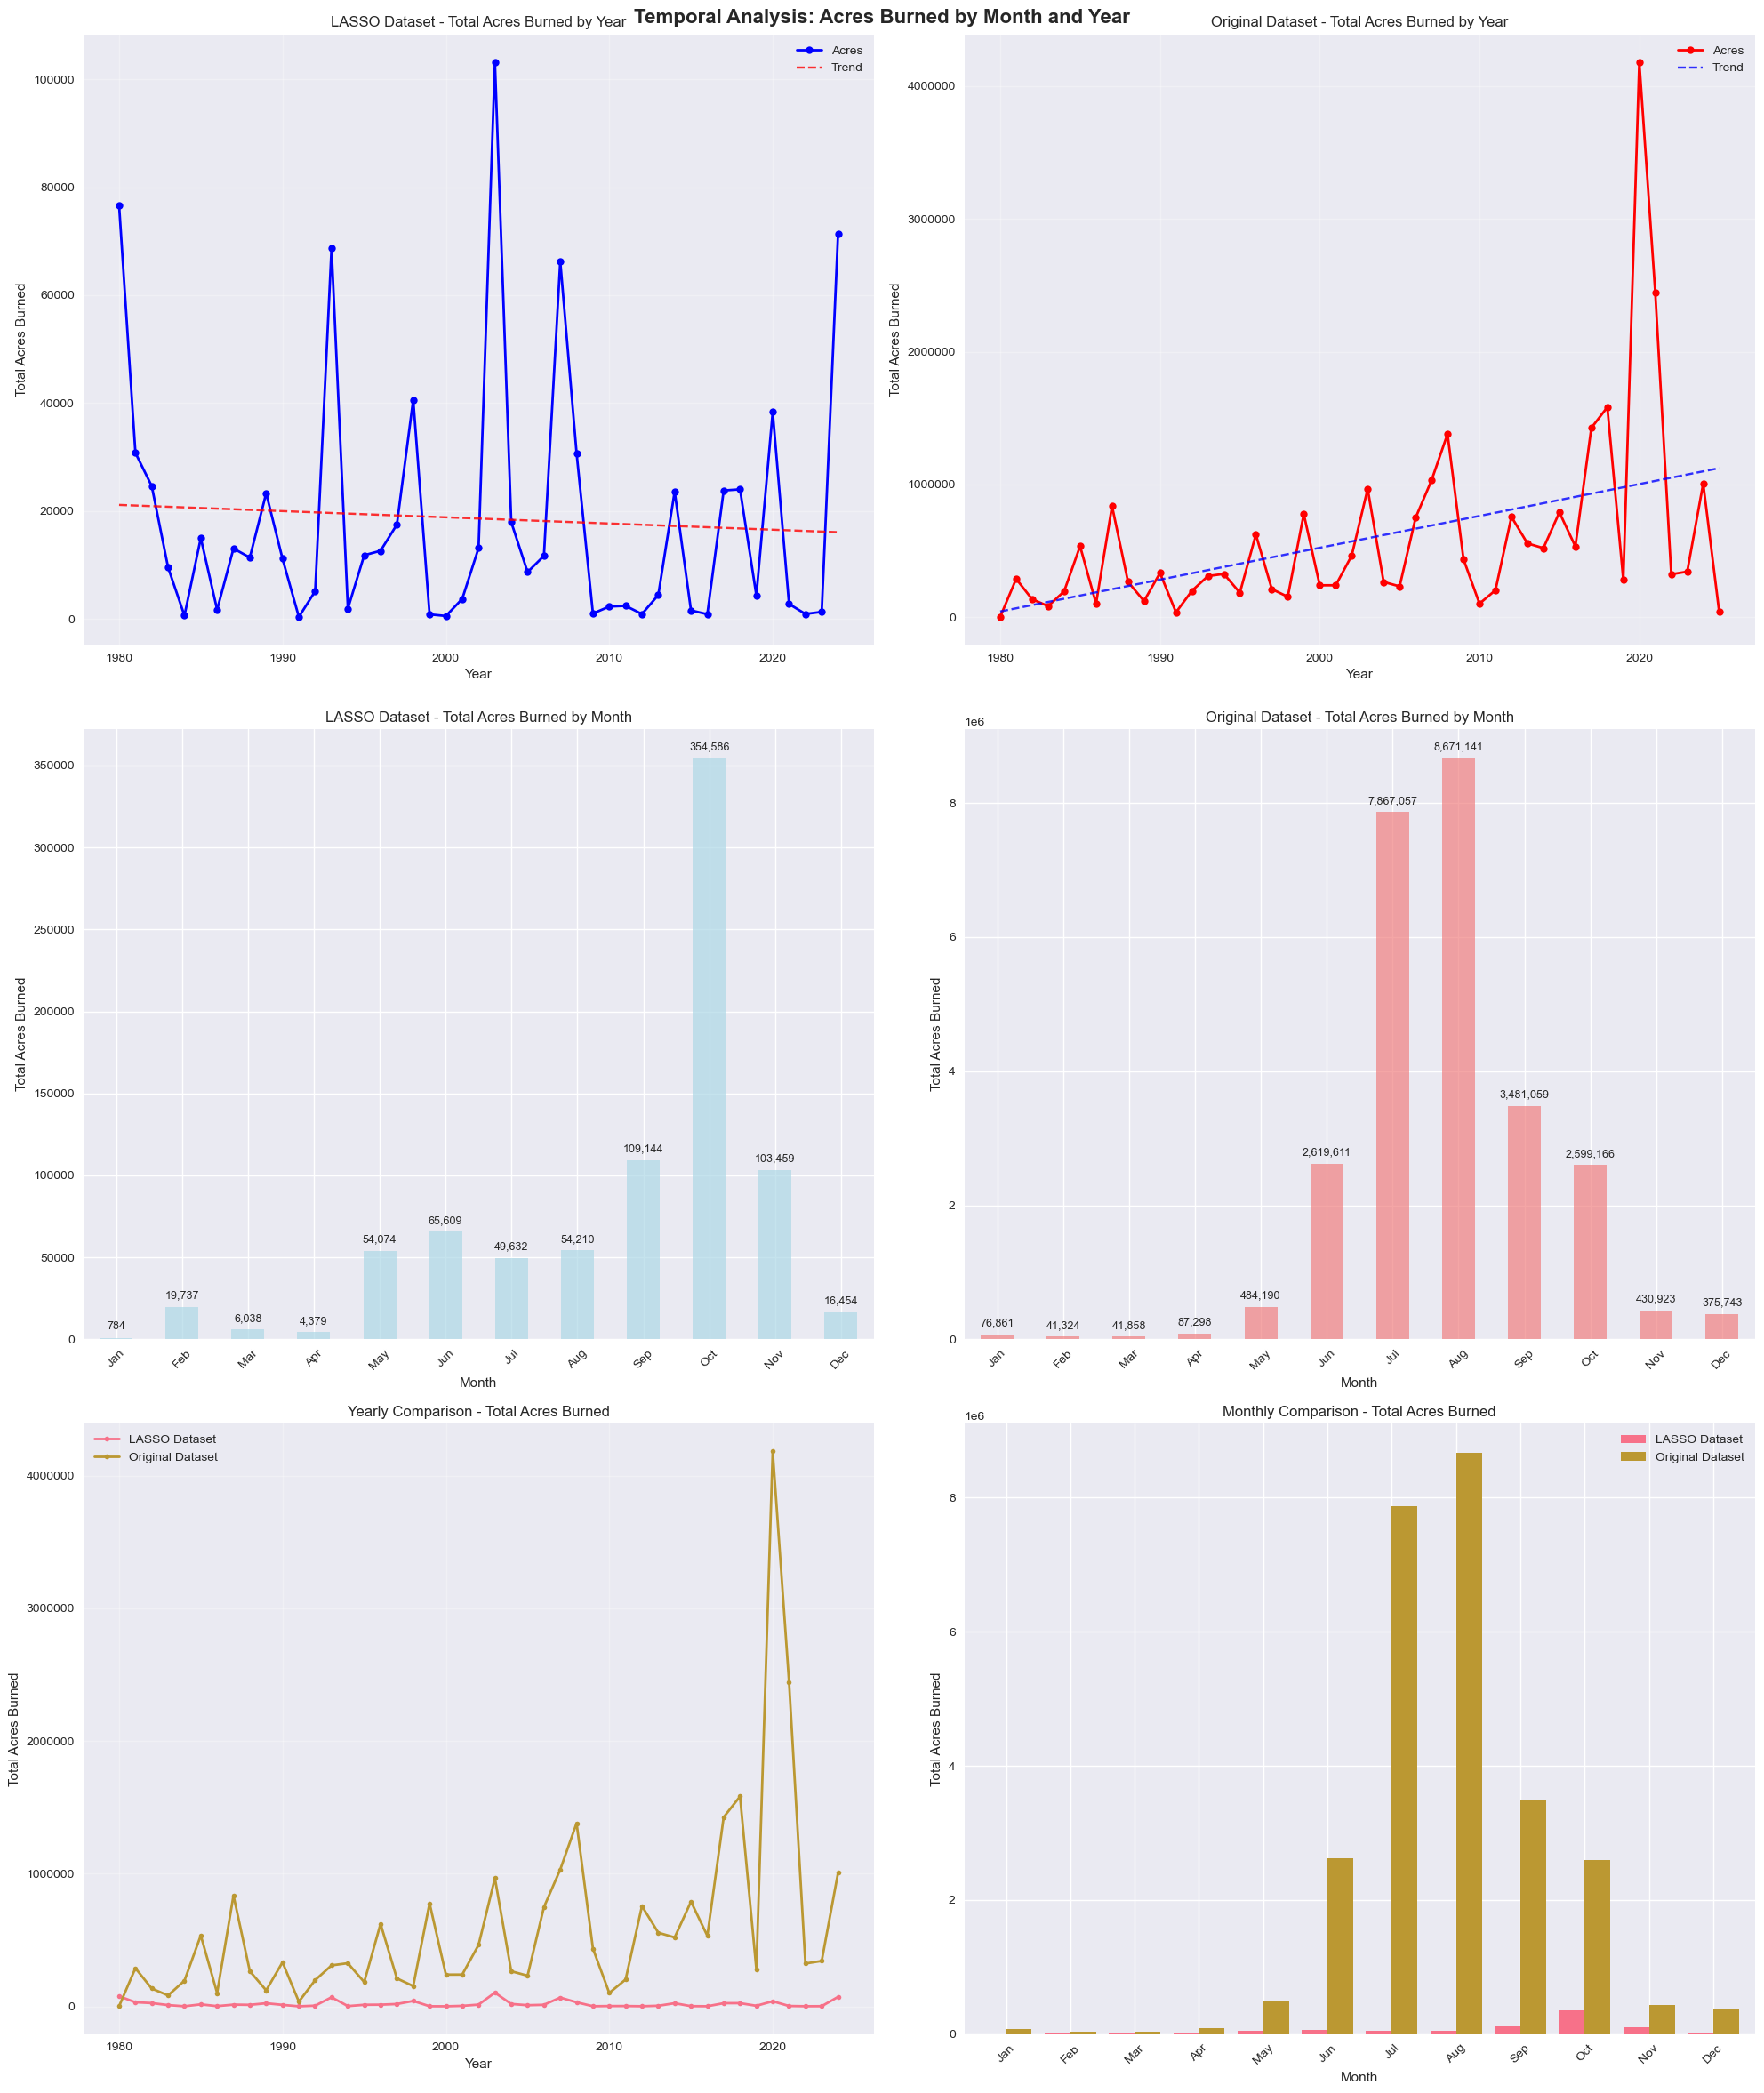 Temporal Analysis: Acres Burned by Month and Year
LASSO Dataset - Total Acres Burned by Year
Acres
Trend
100000
80000
60000
40000
20000
0
Total Acres Burned
1980
1990
2000
2010
2020
Year
Original Dataset - Total Acres Burned by Year
Acres
Trend
4000000
3000000
2000000
1000000
0
Total Acres Burned
1980
1990
2000
2010
2020
Year
LASSO Dataset - Total Acres Burned by Month
350000
300000
250000
200000
150000
100000
50000
0
Total Acres Burned
784
19,737
6,038
4,379
54,074
65,609
49,632
54,210
109,144
354,586
103,459
16,454
Jan
Feb
Mar
Apr
May
Jun
Jul
Aug
Sep
Oct
Nov
Dec
Month
Original Dataset - Total Acres Burned by Month
1e6
8
6
4
2
0
Total Acres Burned
76,861
41,324
41,858
87,298
484,190
2,619,611
7,867,057
8,671,141
3,481,059
2,599,166
430,923
375,743
Jan
Feb
Mar
Apr
May
Jun
Jul
Aug
Sep
Oct
Nov
Dec
Month
Yearly Comparison - Total Acres Burned
LASSO Dataset
Original Dataset
4000000
3000000
2000000
1000000
0
Total Acres Burned
1980
1990
2000
2010
2020
Year
Monthly Comparison - Total Acres Burned
1e6
LASSO Dataset
Original Dataset
8
6
4
2
0
Total Acres Burned
Jan
Feb
Mar
Apr
May
Jun
Jul
Aug
Sep
Oct
Nov
Dec
Month